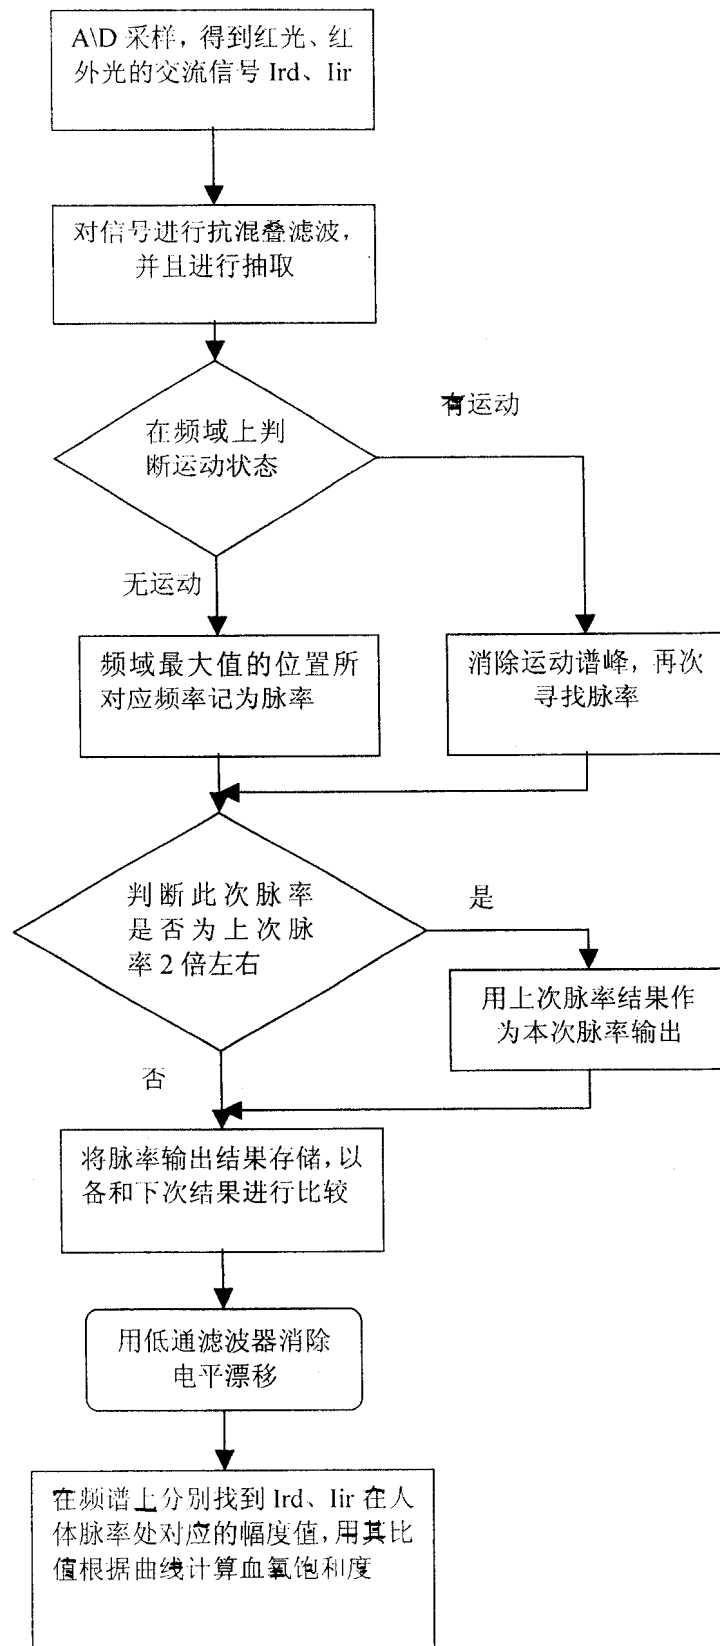 A\D 采样，得到红光、红
外光的交流信号 Ird、Iir
对信号进行抗混叠滤波，
并且进行抽取
在频域上判
断运动状态
有运动
无运动
频域最大值的位置所
对应频率记为脉率
消除运动谱峰，再次
寻找脉率
判断此次脉率
是否为上次脉
率 2 倍左右
是
用上次脉率结果作
为本次脉率输出
否
将脉率输出结果存储，以
备和下次结果进行比较
用低通滤波器消除
电平漂移
在频谱上分别找到 Ird、Iir 在人
体脉率处对应的幅度值，用其比
值根据曲线计算血氧饱和度